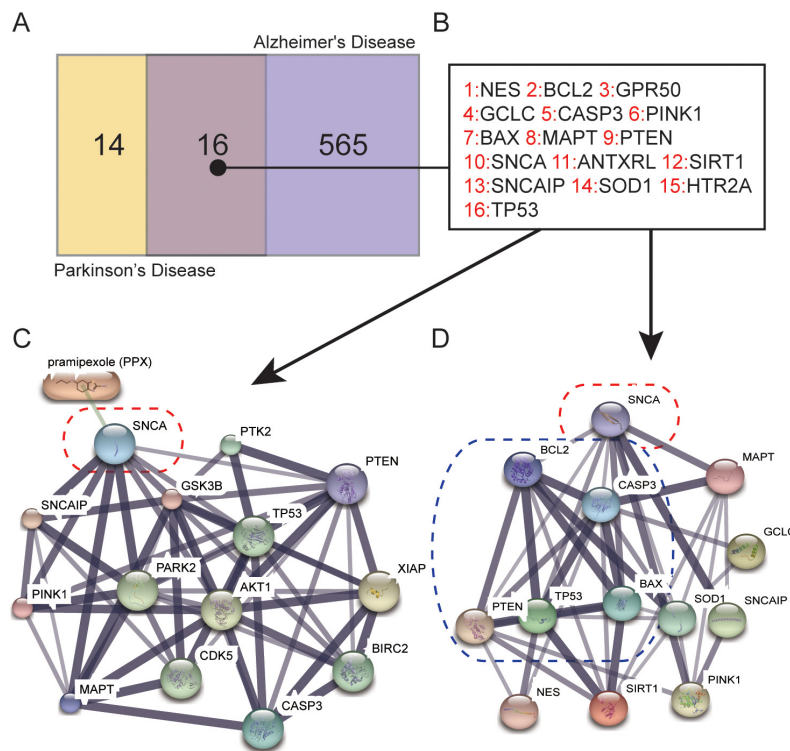 A
B
Alzheimer's Disease
14
16
565
Parkinson's Disease
1:NES 2:BCL2 3:GPR50
4:GCLC 5:CASP3 6:PINK1
7:BAX 8:MAPT 9:PTEN
10:SNCA 11:ANTXRL 12:SIRT1
13:SNCAIP 14:SOD1 15:HTR2A
16:TP53
C
pramipexole (PPX)
SNCA
PTK2
PTEN
GSK3B
SNCAIP
TP53
PARK2
AKT1
XIAP
PINK1
CDK5
BIRC2
MAPT
CASP3
D
SNCA
BCL2
MAPT
CASP3
GCLC
BAX
PTEN
TP53
SOD1
SNCAIP
NES
SIRT1
PINK1